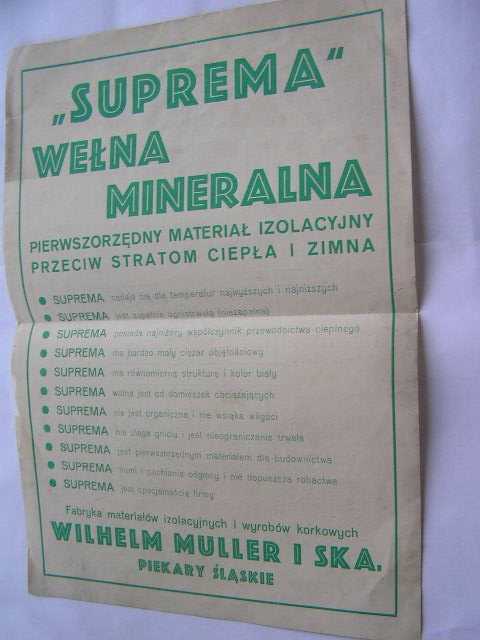 „SUPREMA“
WEŁNA
MINERALNA
PIERWSZORZĘDNY MATERIAŁ IZOLACYJNY
PRZECIW STRATOM CIEPŁA I ZIMNA
SUPREMA nadaje się dla temperatur najwyższych i najniższych
SUPREMA jest zupełnie ogniotrwała (niezapalna)
SUPREMA posiada najniższy współczynnik przewodnictwa cieplnego
SUPREMA ma bardzo mały ciężar objętościowy
SUPREMA ma równomierną strukturę i kolor biały
SUPREMA wolna jest od domieszek obciążających
SUPREMA nie jest organiczna i nie wsiąka wilgoci
SUPREMA nie ulega gniciu i jest nieograniczenie trwała
SUPREMA jest pierwszorzędnym materiałem dla budownictwa
SUPREMA tłumi i pochłania odgłosy i nie dopuszcza robactwa
SUPREMA jest specjalnością firmy
Fabryka materiałów izolacyjnych i wyrobów korkowych
WILHELM MULLER I SKA.
PIEKARY ŚLĄSKIE